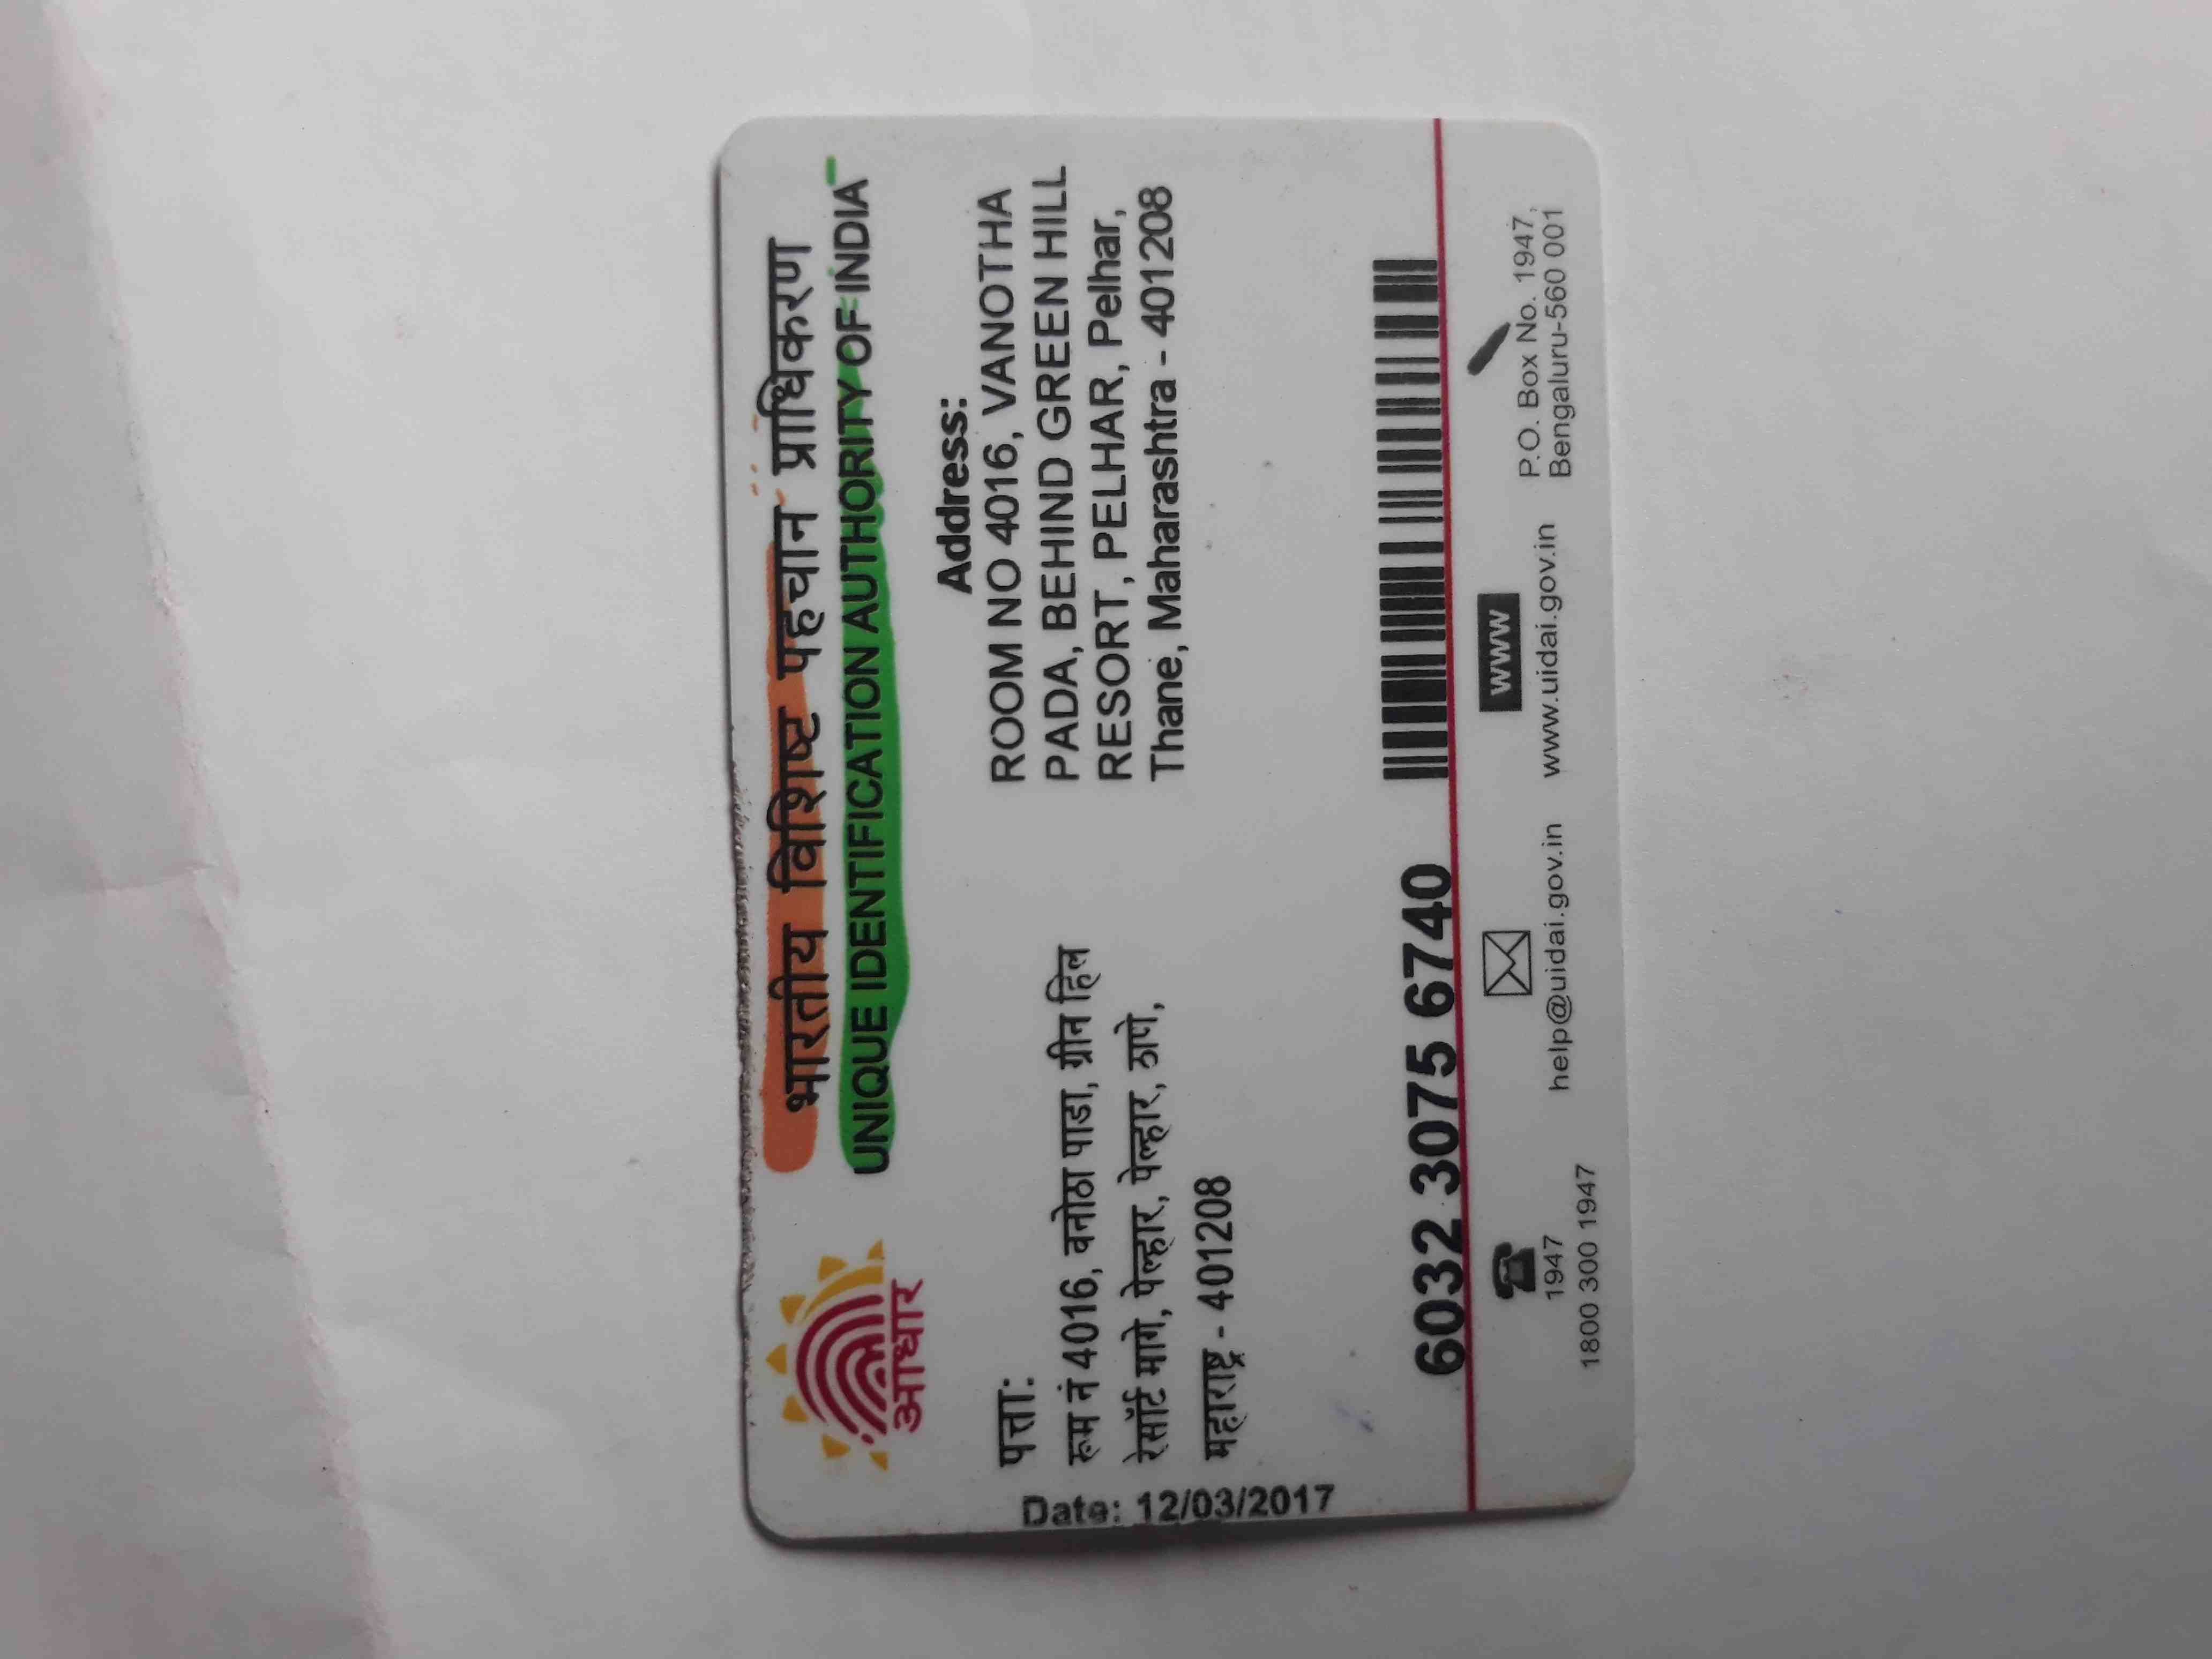 भारतीय विशिष्ट पहचान प्राधिकरण
UNIQUE IDENTIFICATION AUTHORITY OF INDIA
आधार
पत्ता:
रूम नं 4016, वनोठा पाडा, ग्रीन हिल
रेसॉर्ट मागे, पेल्हार, पेल्हार, ठाणे,
महाराष्ट्र - 401208
Address:
ROOM NO 4016, VANOTHA
PADA, BEHIND GREEN HILL
RESORT, PELHAR, Pelhar,
Thane, Maharashtra - 401208
Date: 12/03/2017
6032 3075 6740
1947
1800 300 1947
help@uidai.gov.in
WWW
www.uidai.gov.in
P.O. Box No. 1947,
Bengaluru-560 001